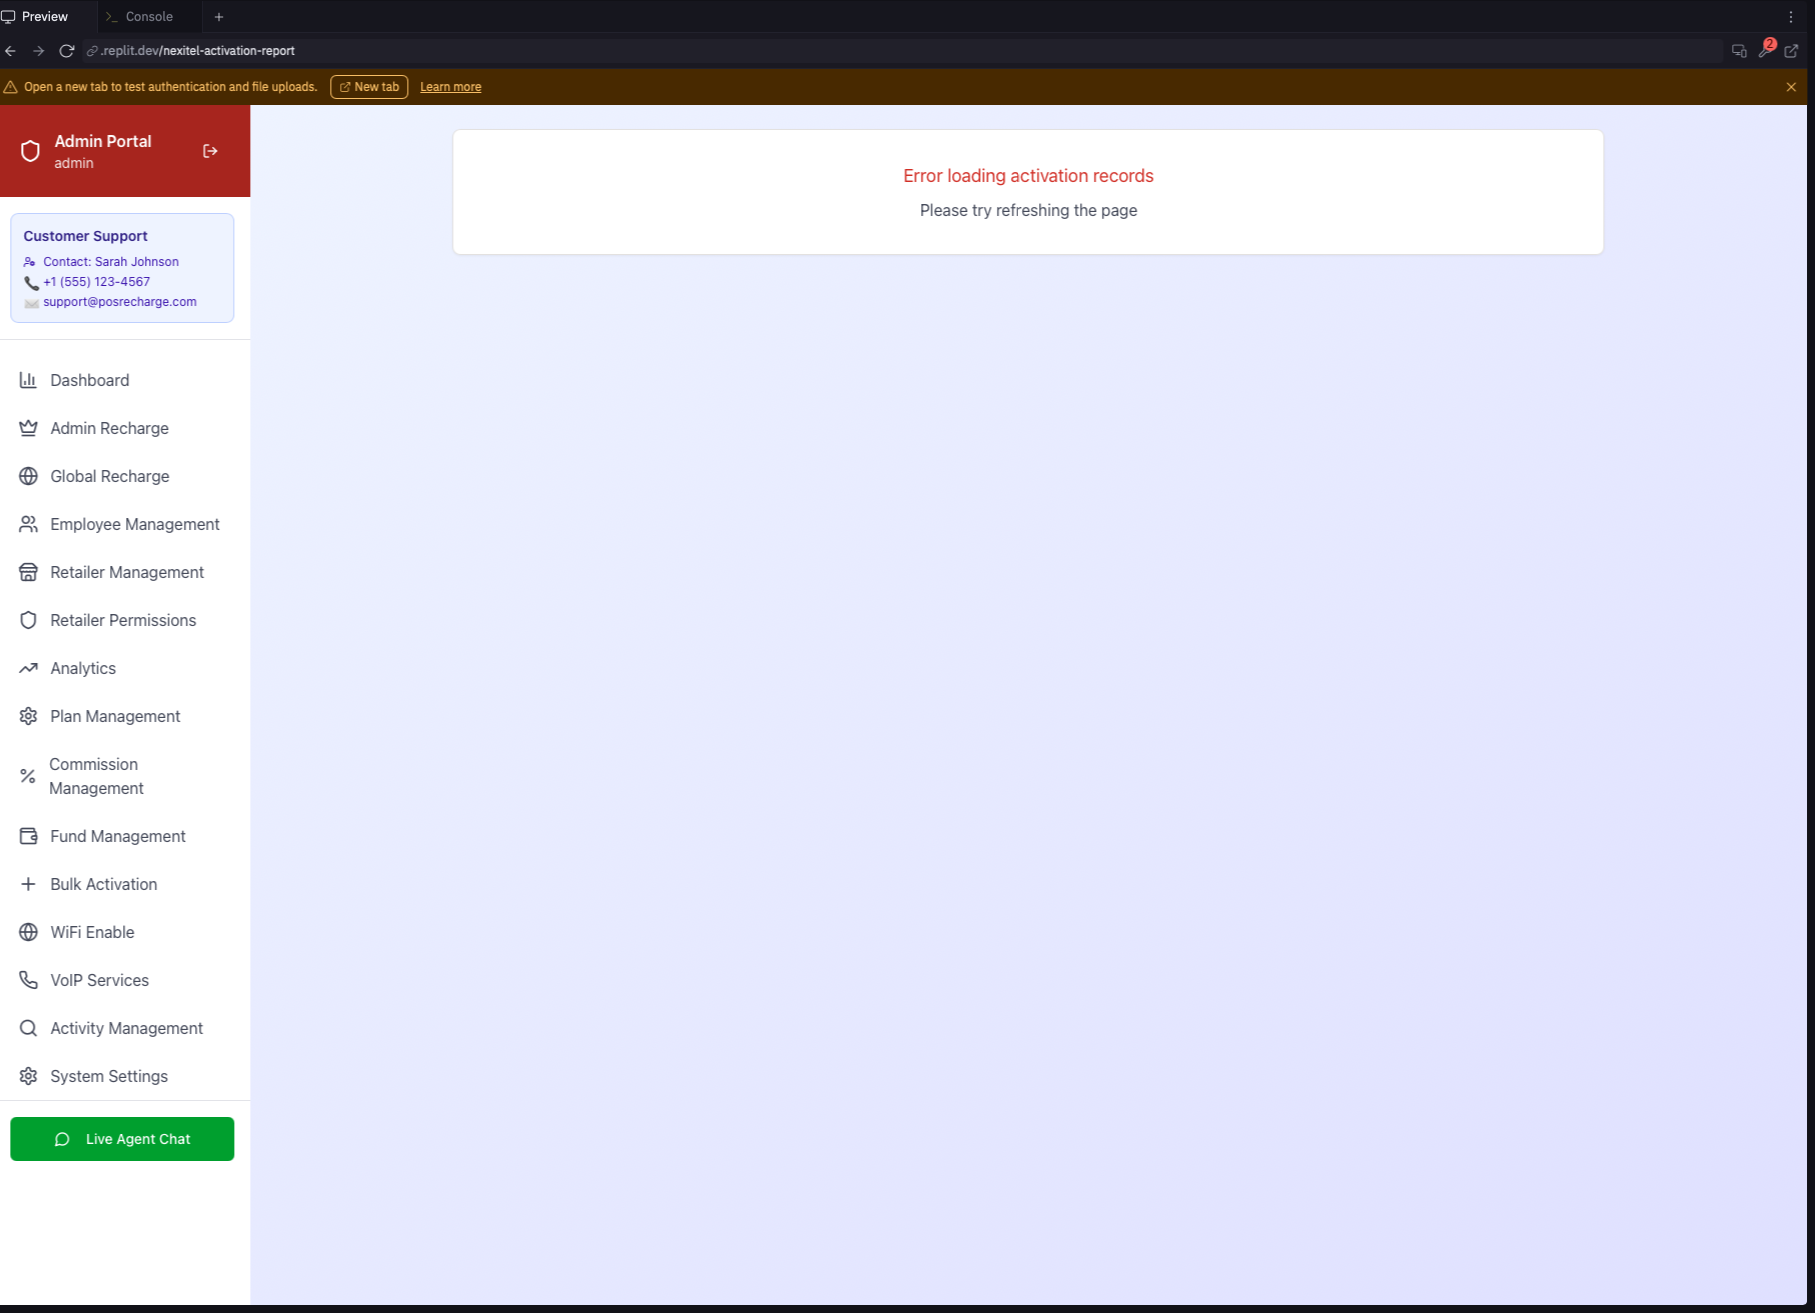 Preview
Console
.replit.dev/nexitel-activation-report
2
Open a new tab to test authentication and file uploads.
New tab
Learn more
Admin Portal
admin
Error loading activation records
Please try refreshing the page
Customer Support
Contact: Sarah Johnson
+1 (555) 123-4567
support@posrecharge.com
Dashboard
Admin Recharge
Global Recharge
Employee Management
Retailer Management
Retailer Permissions
Analytics
Plan Management
Commission
Management
Fund Management
Bulk Activation
WiFi Enable
VoIP Services
Activity Management
System Settings
Live Agent Chat